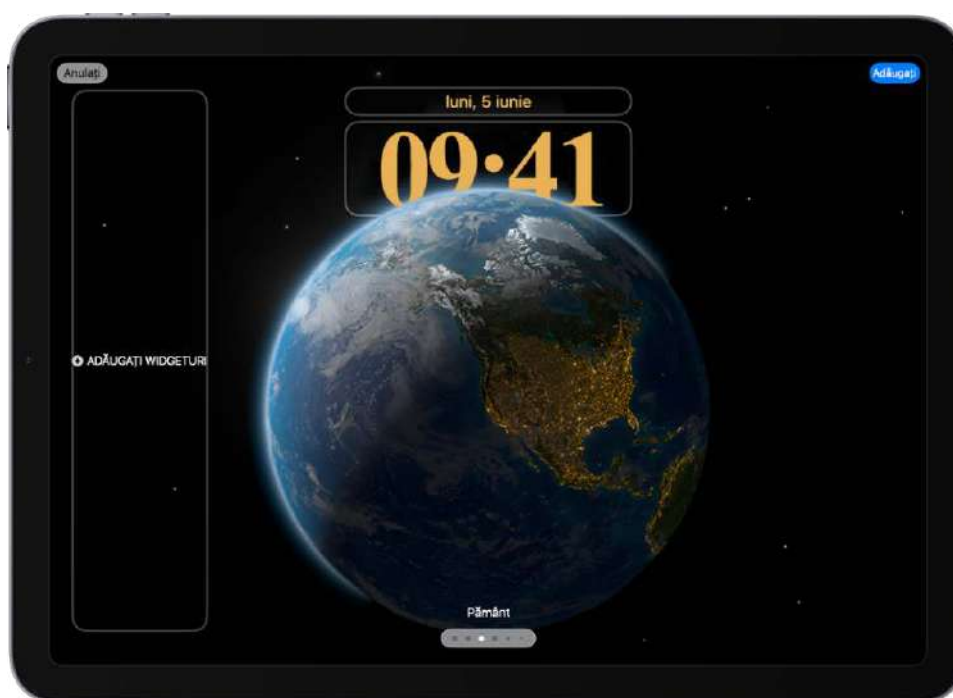 Anulați
Adăugați
luni, 5 iunie
09:41
ADĂUGAȚI WIDGETURI
Pământ